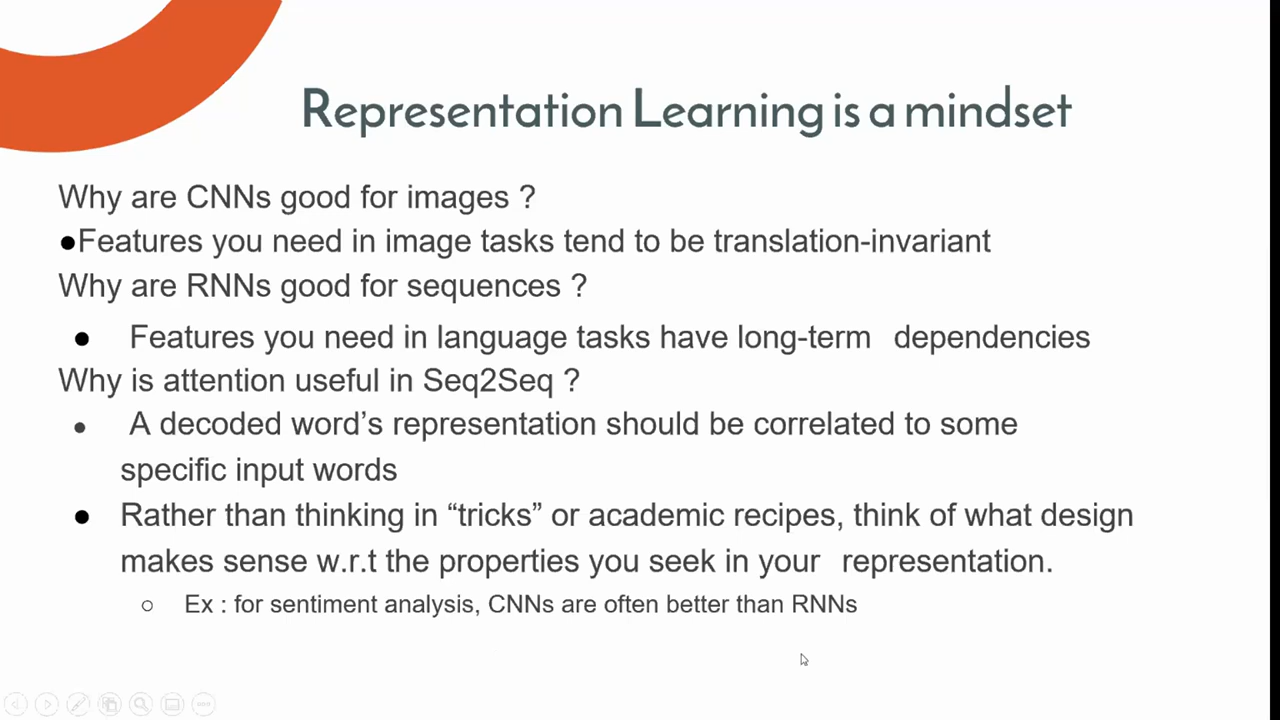 Representation Learning is a mindset
Why are CNNs good for images ?
●Features you need in image tasks tend to be translation-invariant
Why are RNNs good for sequences ?
● Features you need in language tasks have long-term dependencies
Why is attention useful in Seq2Seq ?
● A decoded word’s representation should be correlated to some
specific input words
● Rather than thinking in “tricks” or academic recipes, think of what design
makes sense w.r.t the properties you seek in your representation.
○ Ex : for sentiment analysis, CNNs are often better than RNNs